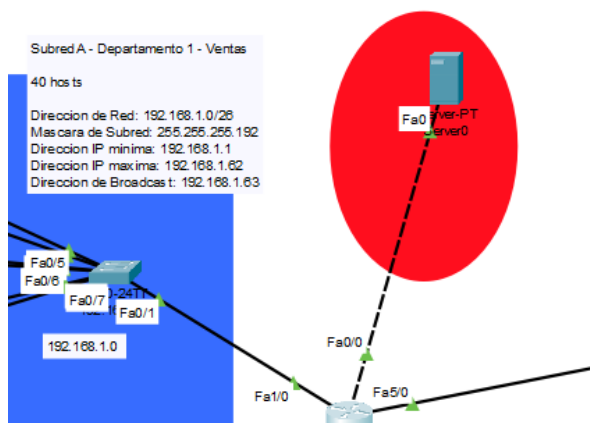 Subred A - Departamento 1 - Ventas
40 hosts
Direccion de Red: 192.168.1.0/26
Mascara de Subred: 255.255.255.192
Direccion IP minima: 192.168.1.1
Direccion IP maxima: 192.168.1.62
Direccion de Broadcast: 192.168.1.63
Fa0
erver-PT
Server0
Fa0/5
Fa0/6
Fa0/7
Fa0/1
192.168.1.0
Fa0/0
Fa1/0
Fa5/0